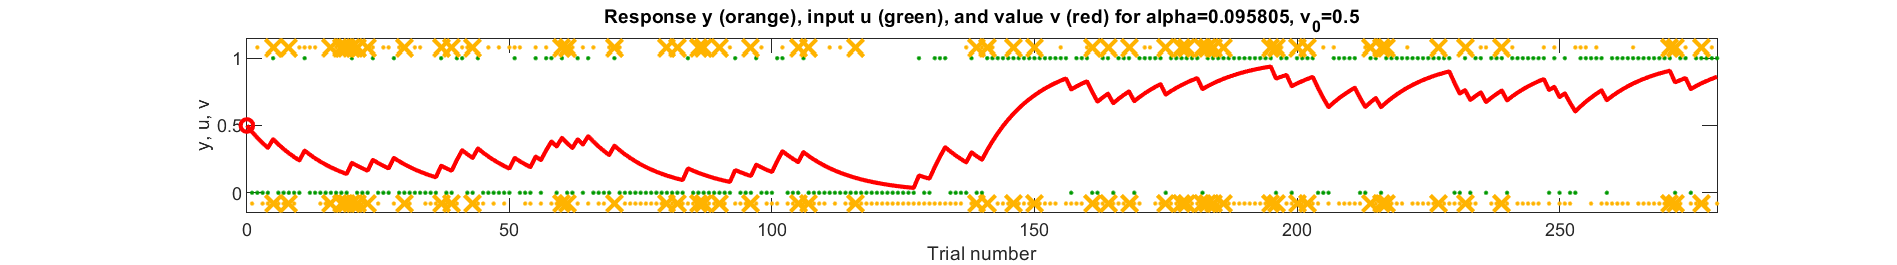 Response y (orange), input u (green), and value v (red) for alpha=0.095805, v0=0.5
y, u, v
1
0.5
0
0 50 100 150 200 250
Trial number